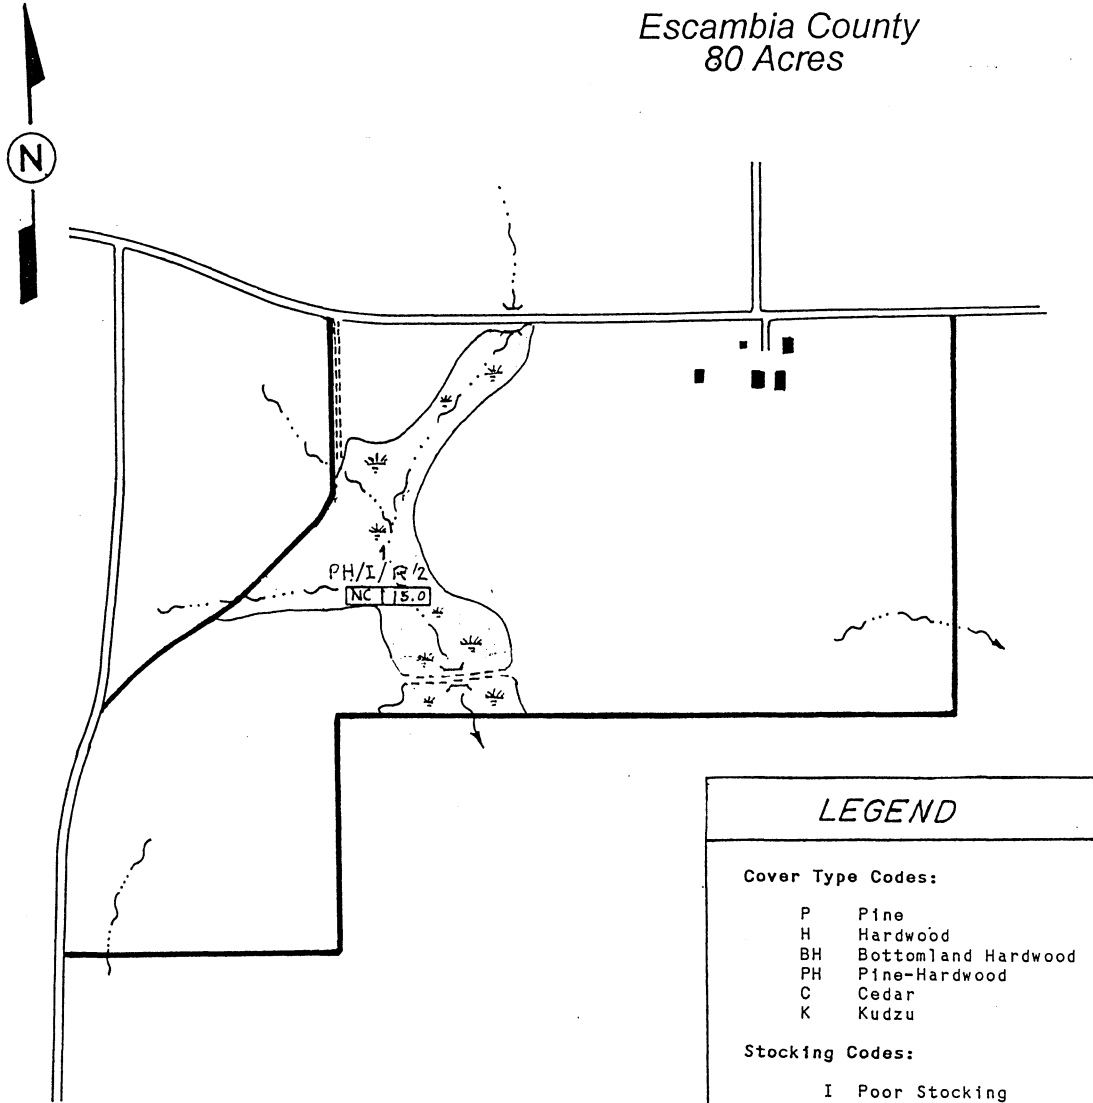 Escambia County
80 Acres
N
1
PH/I/R'2
NC 15.0
LEGEND
Cover Type Codes:
P Pine
H Hardwood
BH Bottomland Hardwood
PH Pine-Hardwood
C Cedar
K Kudzu
Stocking Codes:
I Poor Stocking